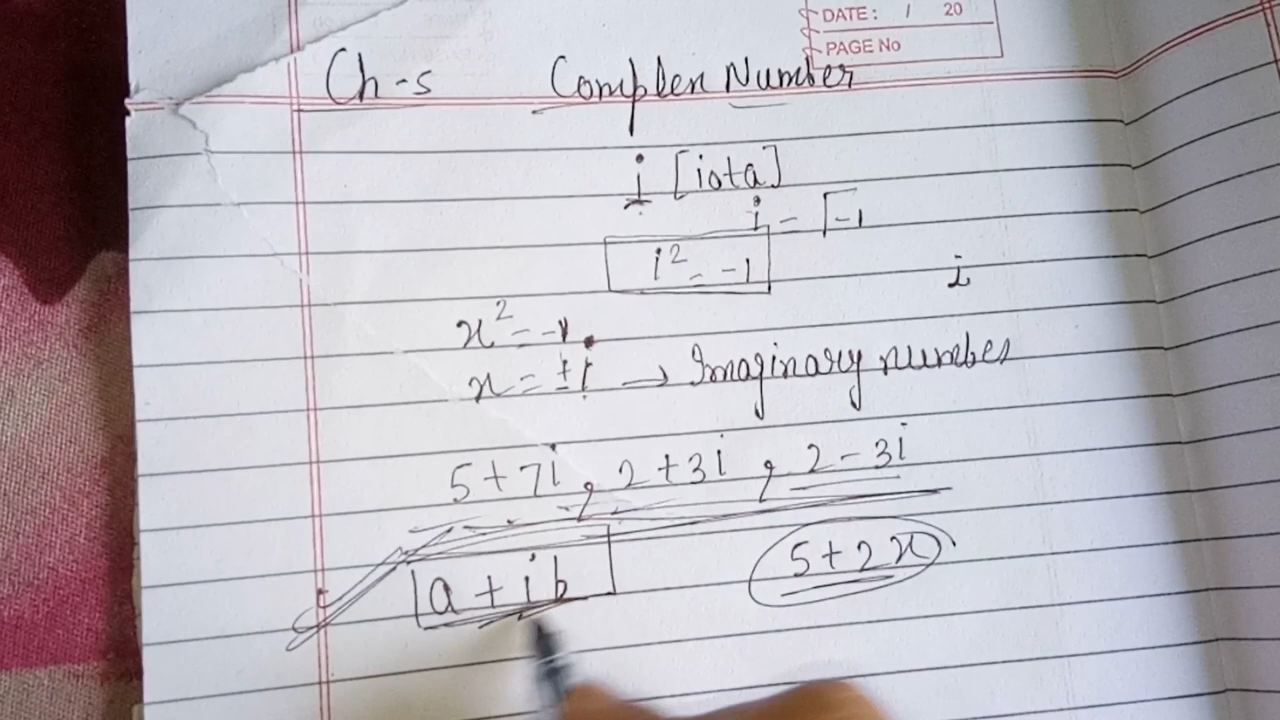 DATE: / 20
PAGE No
Ch-5 Complex Number
i [iota]
i = √-1
i² = -1
i
x² = -1.
x = ±i → Imaginary number
5+7i, 2+3i, 2-3i
a+ib 5+2x